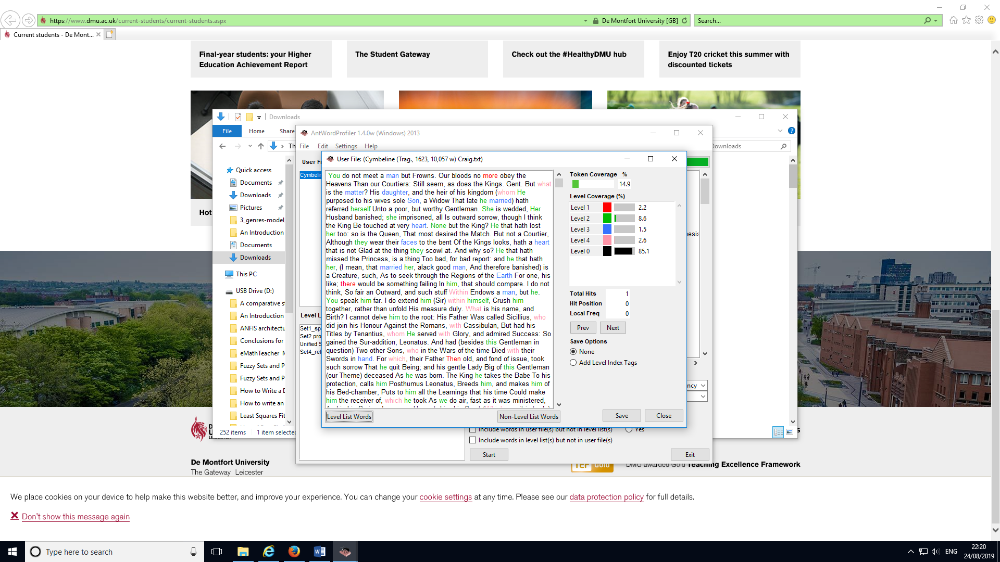 https://www.dmu.ac.uk/current-students/current-students.aspx
De Montfort University [GB]
Search...
Current students - De Mont...
Final-year students: your Higher
Education Achievement Report
The Student Gateway
Check out the #HealthyDMU hub
Enjoy T20 cricket this summer with
discounted tickets
Hot
Downloads
File
Home
Share
Th
Downloads
Quick access
Documents
Downloads
Pictures
3_genres-model_
An Introduction
Documents
Downloads
This PC
USB Drive (D:)
A comparative st
An Introduction
ANFIS architectu
Conclusions for
eMathTeacher M
Fuzzy Sets and P
Fuzzy Sets and P
How to Write a D
How to write an
Least Squares Fit
252 items
1 item selected
AntWordProfiler 1.4.0w (Windows) 2013
File Edit Settings Help
User Fi
Cymbelin
Level L
Set1_sp
Set2 pro
Unified S
Set4_rel
nesis
ncy
User File: (Cymbeline (Trag., 1623, 10,057 w) Craig.txt)
You do not meet a man but Frowns. Our bloods no more obey the
Heavens Than our Courtiers: Still seem, as does the Kings. Gent. But what
is the matter? His daughter, and the heir of his kingdom (whom He
purposed to his wives sole Son, a Widow That late he married) hath
referred herself Unto a poor, but worthy Gentleman. She is wedded, Her
Husband banished; she imprisoned, all Is outward sorrow, though I think
the King Be touched at very heart. None but the King? He that hath lost
her too: so is the Queen, That most desired the Match. But not a Courtier,
Although they wear their faces to the bent Of the Kings looks, hath a heart
that is not Glad at the thing they scowl at. And why so? He that hath
missed the Princess, is a thing Too bad, for bad report: and he that hath
her, (I mean, that married her, alack good man, And therefore banished) is
a Creature, such, As to seek through the Regions of the Earth For one, his
like; there would be something failing In him, that should compare. I do not
think, So fair an Outward, and such stuff Within Endows a man, but he.
You speak him far. I do extend him (Sir) within himself, Crush him
together, rather than unfold His measure duly. What is his name, and
Birth? I cannot delve him to the root: His Father Was called Sicillius, who
did join his Honour Against the Romans, with Cassibulan, But had his
Titles by Tenantius, whom He served with Glory, and admired Success: So
gained the Sur-addition, Leonatus. And had (besides this Gentleman in
question) Two other Sons, who in the Wars of the time Died with their
Swords in hand. For which, their Father Then old, and fond of issue, took
such sorrow That he quit Being; and his gentle Lady Big of this Gentleman
(our Theme) deceased As he was born. The King he takes the Babe To his
protection, calls him Posthumus Leonatus, Breeds him, and makes him of
his Bed-chamber, Puts to him all the Learnings that his time Could make
him the receiver of, which he took As we do air, fast as it was ministered,
Level List Words
Non-Level List Words
Token Coverage %
14.9
Level Coverage (%)
Level 1 2.2
Level 2 8.6
Level 3 1.5
Level 4 2.6
Level 0 85.1
Total Hits 1
Hit Position 0
Local Freq 0
Prev Next
Save Options
None
Add Level Index Tags
Save Close
Include words in user file(s) but not in level list(s)
Yes
Include words in level list(s) but not in user file(s)
Start
Exit
De Montfort University
The Gateway Leicester
TEF Gold
DMU awarded Gold Teaching Excellence Framework
We place cookies on your device to help make this website better, and improve your experience. You can change your cookie settings at any time. Please see our data protection policy for full details.
Don't show this message again
Type here to search
ENG
22:20
24/08/2019